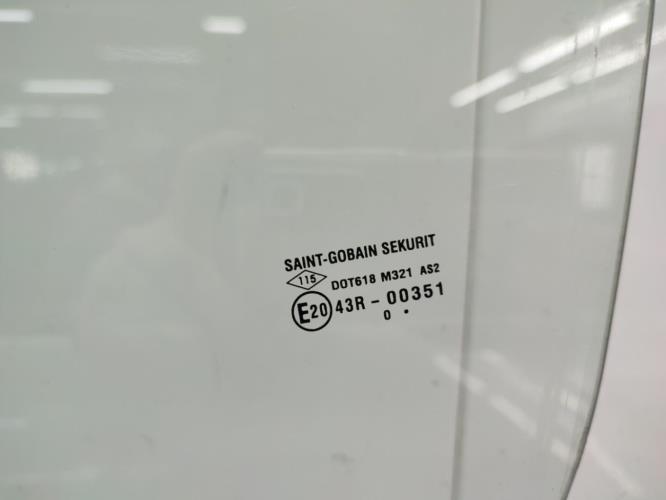 SAINT-GOBAIN SEKURIT
115 DOT618 M321 AS2
E20 43R-00351
0 .